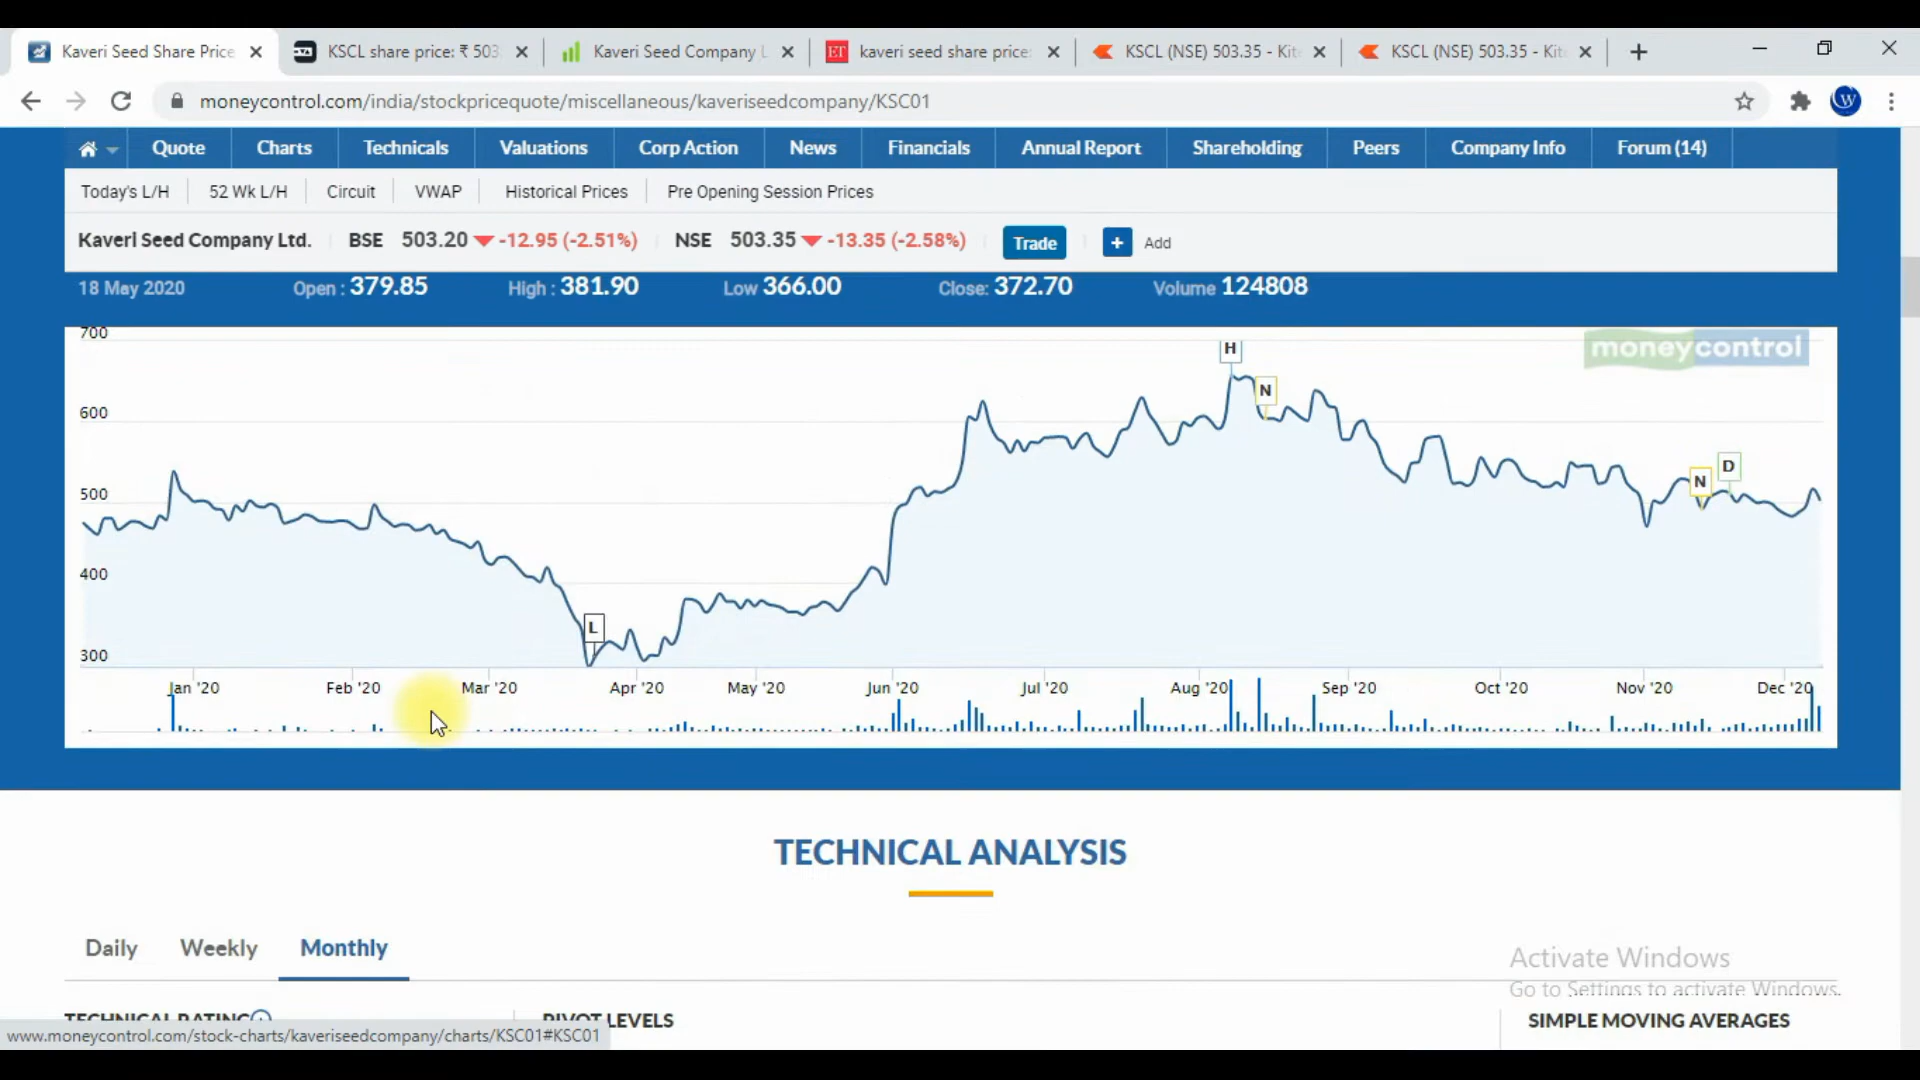 Kaveri Seed Share Price
KSCL share price: ₹ 503
Kaveri Seed Company L
ET kaveri seed share price:
KSCL (NSE) 503.35 - Kit
KSCL (NSE) 503.35 - Kit
moneycontrol.com/india/stockpricequote/miscellaneous/kaveriseedcompany/KSC01
W
Quote Charts Technicals Valuations Corp Action News Financials Annual Report Shareholding Peers Company Info Forum (14)
Today's L/H 52 Wk L/H Circuit VWAP Historical Prices Pre Opening Session Prices
Kaveri Seed Company Ltd. BSE 503.20 -12.95 (-2.51%) NSE 503.35 -13.35 (-2.58%) Trade + Add
18 May 2020 Open : 379.85 High : 381.90 Low 366.00 Close: 372.70 Volume 124808
moneycontrol
700
600
500
400
300
H
N
N
D
L
Jan '20 Feb '20 Mar '20 Apr '20 May '20 Jun '20 Jul '20 Aug '20 Sep '20 Oct '20 Nov '20 Dec '20
TECHNICAL ANALYSIS
Daily Weekly Monthly
Activate Windows
Go to Settings to activate Windows.
TECHNICAL RATING PIVOT LEVELS SIMPLE MOVING AVERAGES
www.moneycontrol.com/stock-charts/kaveriseedcompany/charts/KSC01#KSC01